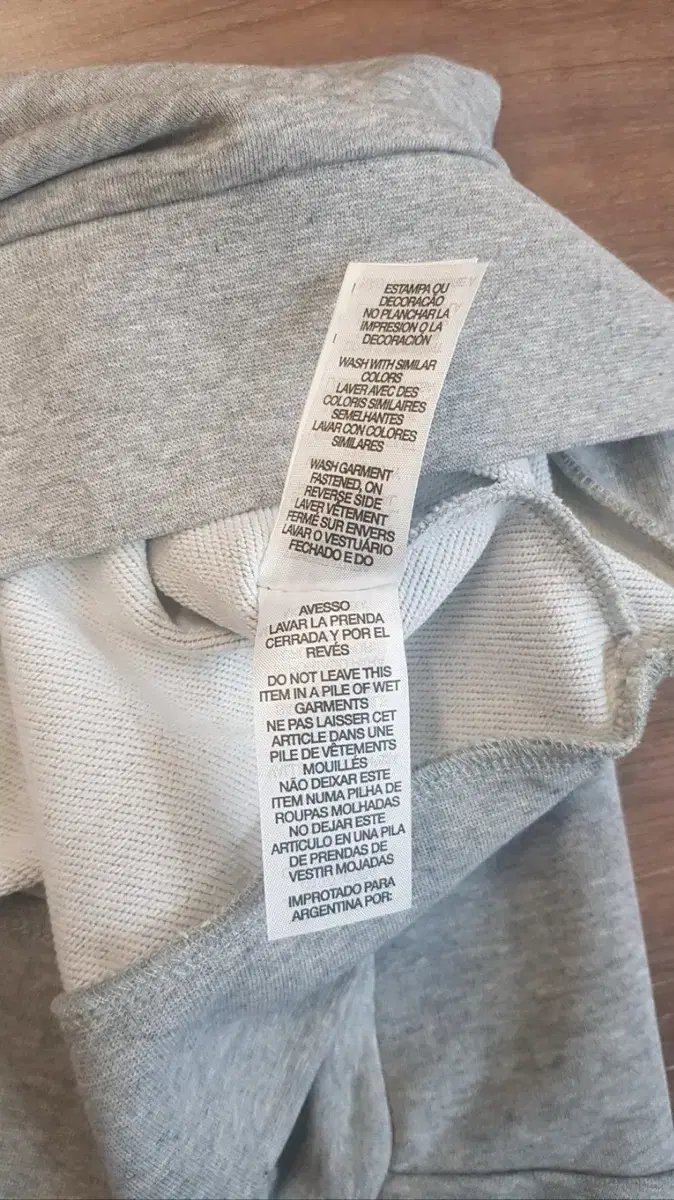 ESTAMPA OU
DECORAÇÃO
NO PLANCHAR LA
IMPRESION O LA
DECORACIÓN
WASH WITH SIMILAR
COLORS
LAVER AVEC DES
COLORIS SIMILAIRES
SEMELHANTES
LAVAR CON COLORES
SIMILARES
WASH GARMENT
FASTENED, ON
REVERSE SIDE
LAVER VÊTEMENT
FERMÉ SUR ENVERS
LAVAR O VESTUÁRIO
FECHADO E DO
AVESSO
LAVAR LA PRENDA
CERRADA Y POR EL
REVÉS
DO NOT LEAVE THIS
ITEM IN A PILE OF WET
GARMENTS
NE PAS LAISSER CET
ARTICLE DANS UNE
PILE DE VÊTEMENTS
MOUILLÉS
NÃO DEIXAR ESTE
ITEM NUMA PILHA DE
ROUPAS MOLHADAS
NO DEJAR ESTE
ARTÍCULO EN UNA PILA
DE PRENDAS DE
VESTIR MOJADAS
IMPROTADO PARA
ARGENTINA POR: